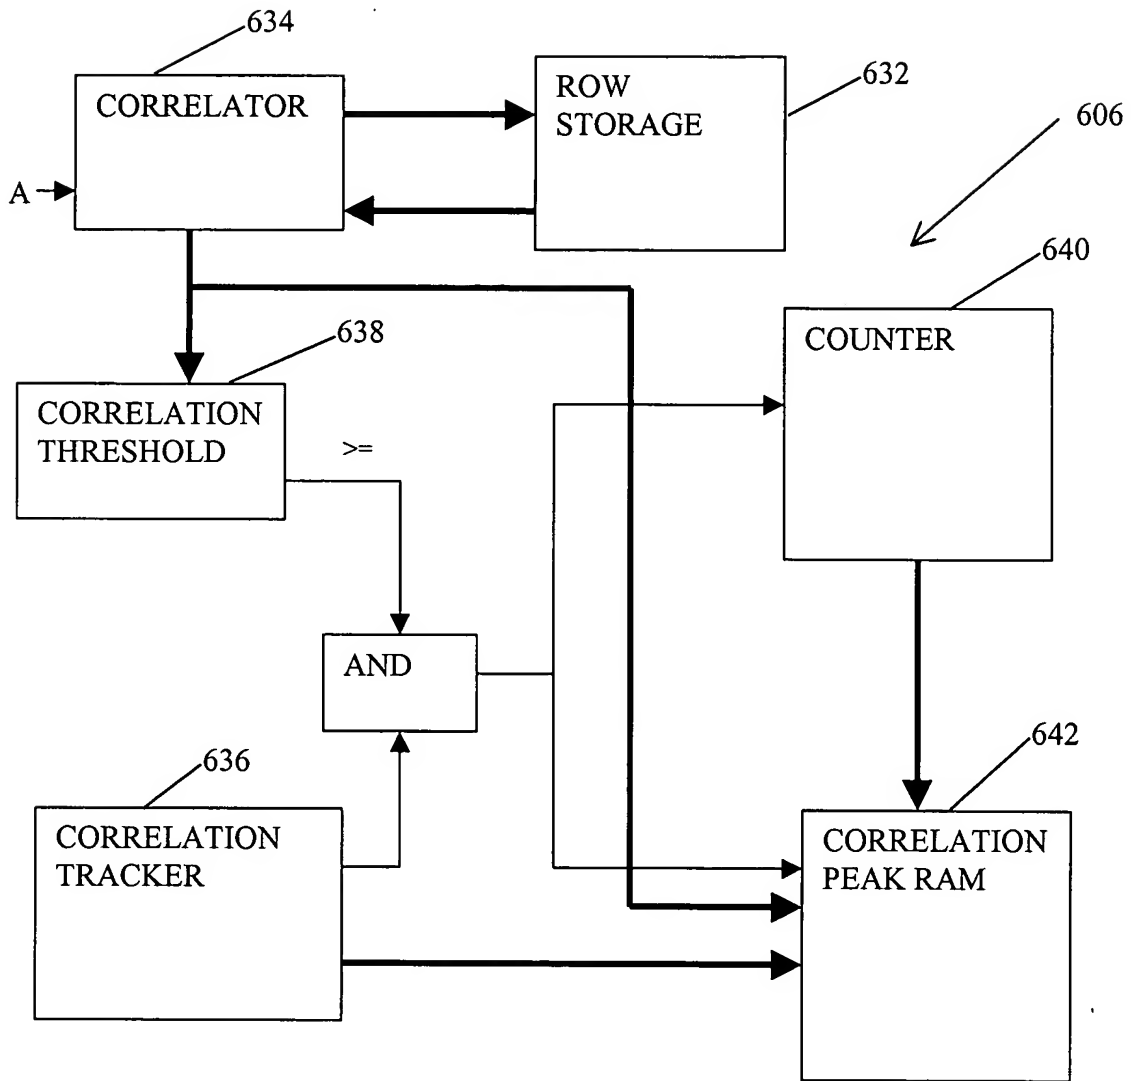 634
CORRELATOR
ROW
STORAGE
632
606
A
640
COUNTER
638
CORRELATION
THRESHOLD
>=
AND
636
CORRELATION
TRACKER
642
CORRELATION
PEAK RAM